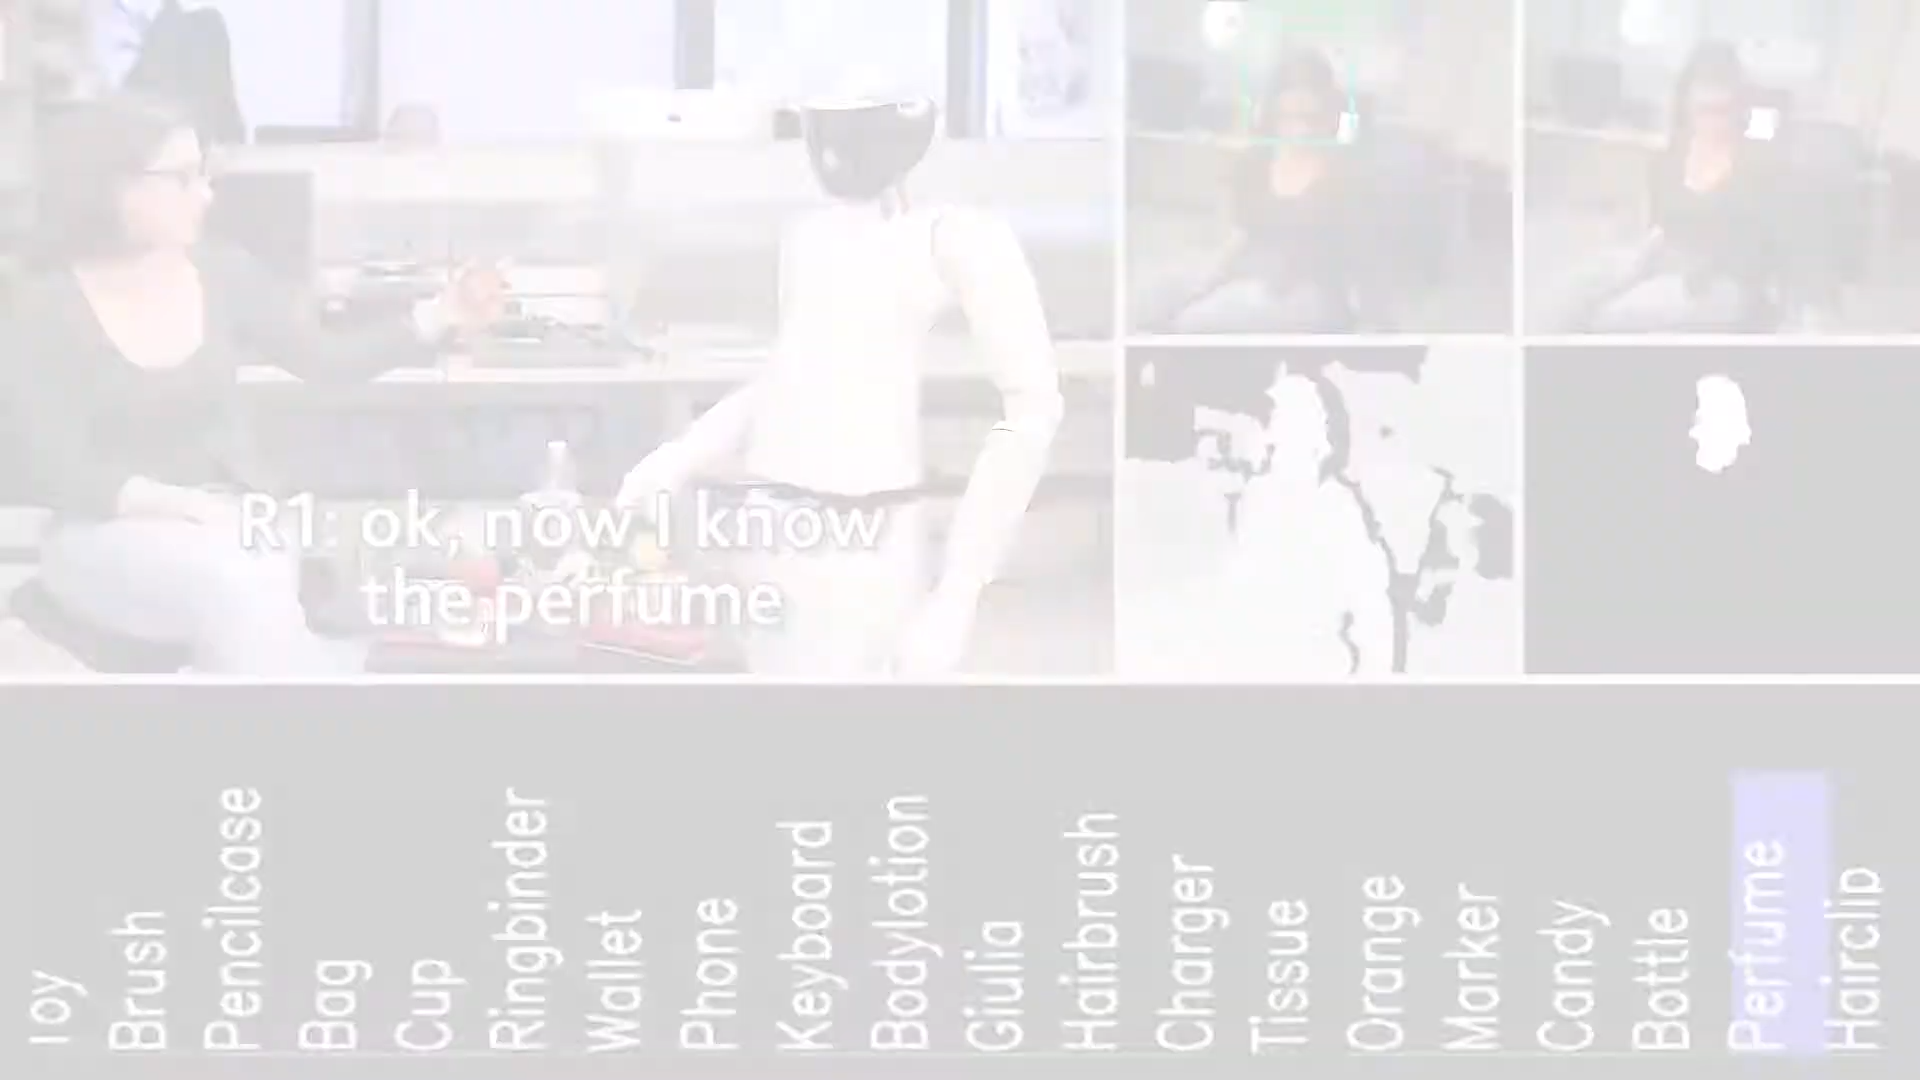 R1: ok, now I know
the perfume
Toy
Brush
Pencilcase
Bag
Cup
Ringbinder
Wallet
Phone
Keyboard
Bodylotion
Giulia
Hairbrush
Charger
Tissue
Orange
Marker
Candy
Bottle
Perfume
Hairclip